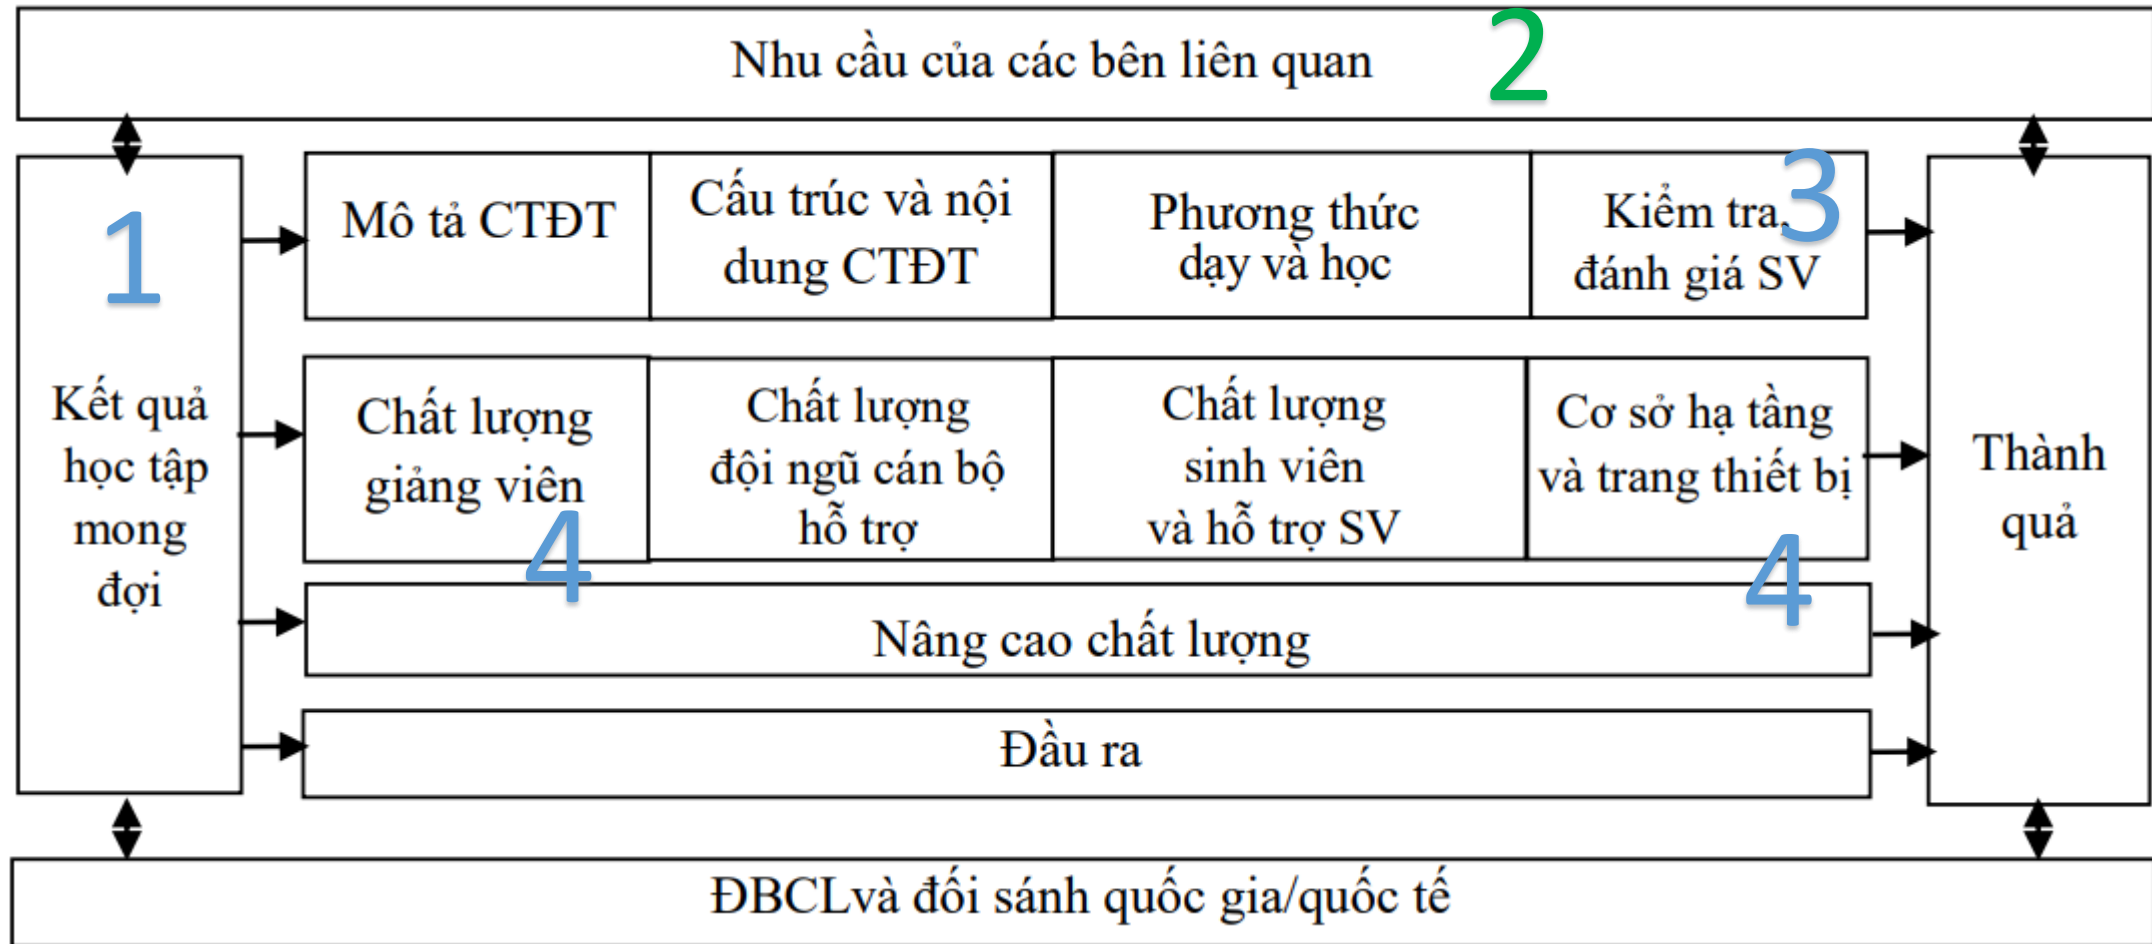 Nhu cầu của các bên liên quan
2
1
Kết quả
học tập
mong
đợi
Mô tả CTĐT
Cấu trúc và nội
dung CTĐT
Phương thức
dạy và học
3
Kiểm tra,
đánh giá SV
Chất lượng
giảng viên
4
Chất lượng
đội ngũ cán bộ
hỗ trợ
Chất lượng
sinh viên
và hỗ trợ SV
Cơ sở hạ tầng
và trang thiết bị
4
Nâng cao chất lượng
Đầu ra
Thành
quả
ĐBCLvà đối sánh quốc gia/quốc tế